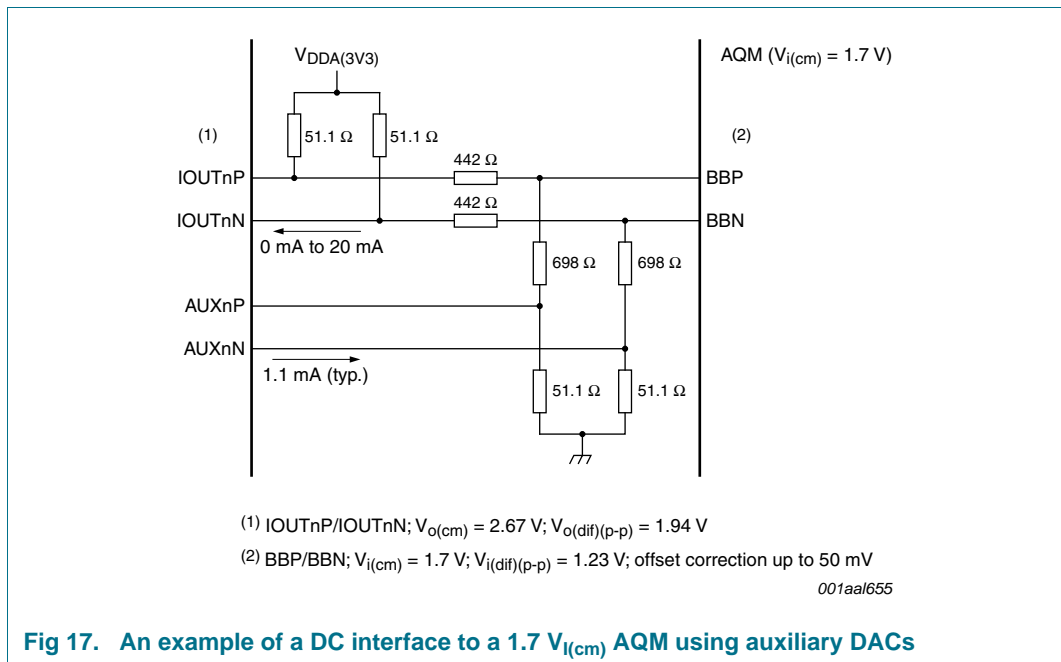 VDDA(3V3)
AQM (Vi(cm) = 1.7 V)
(1)
51.1 Ω
51.1 Ω
(2)
442 Ω
IOUTnP
BBP
442 Ω
IOUTnN
BBN
0 mA to 20 mA
698 Ω
698 Ω
AUXnP
AUXnN
1.1 mA (typ.)
51.1 Ω
51.1 Ω
(1) IOUTnP/IOUTnN; Vo(cm) = 2.67 V; Vo(dif)(p-p) = 1.94 V
(2) BBP/BBN; Vi(cm) = 1.7 V; Vi(dif)(p-p) = 1.23 V; offset correction up to 50 mV
001aal655
Fig 17. An example of a DC interface to a 1.7 VI(cm) AQM using auxiliary DACs